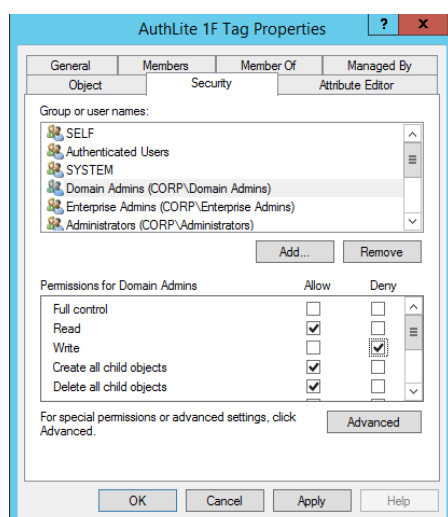 AuthLite 1F Tag Properties
?
x
General
Members
Member Of
Managed By
Object
Security
Attribute Editor
Group or user names:
SELF
Authenticated Users
SYSTEM
Domain Admins (CORP\Domain Admins)
Enterprise Admins (CORP\Enterprise Admins)
Administrators (CORP\Administrators)
Add...
Remove
Permissions for Domain Admins
Allow
Deny
Full control
Read
Write
Create all child objects
Delete all child objects
For special permissions or advanced settings, click
Advanced.
Advanced
OK
Cancel
Apply
Help